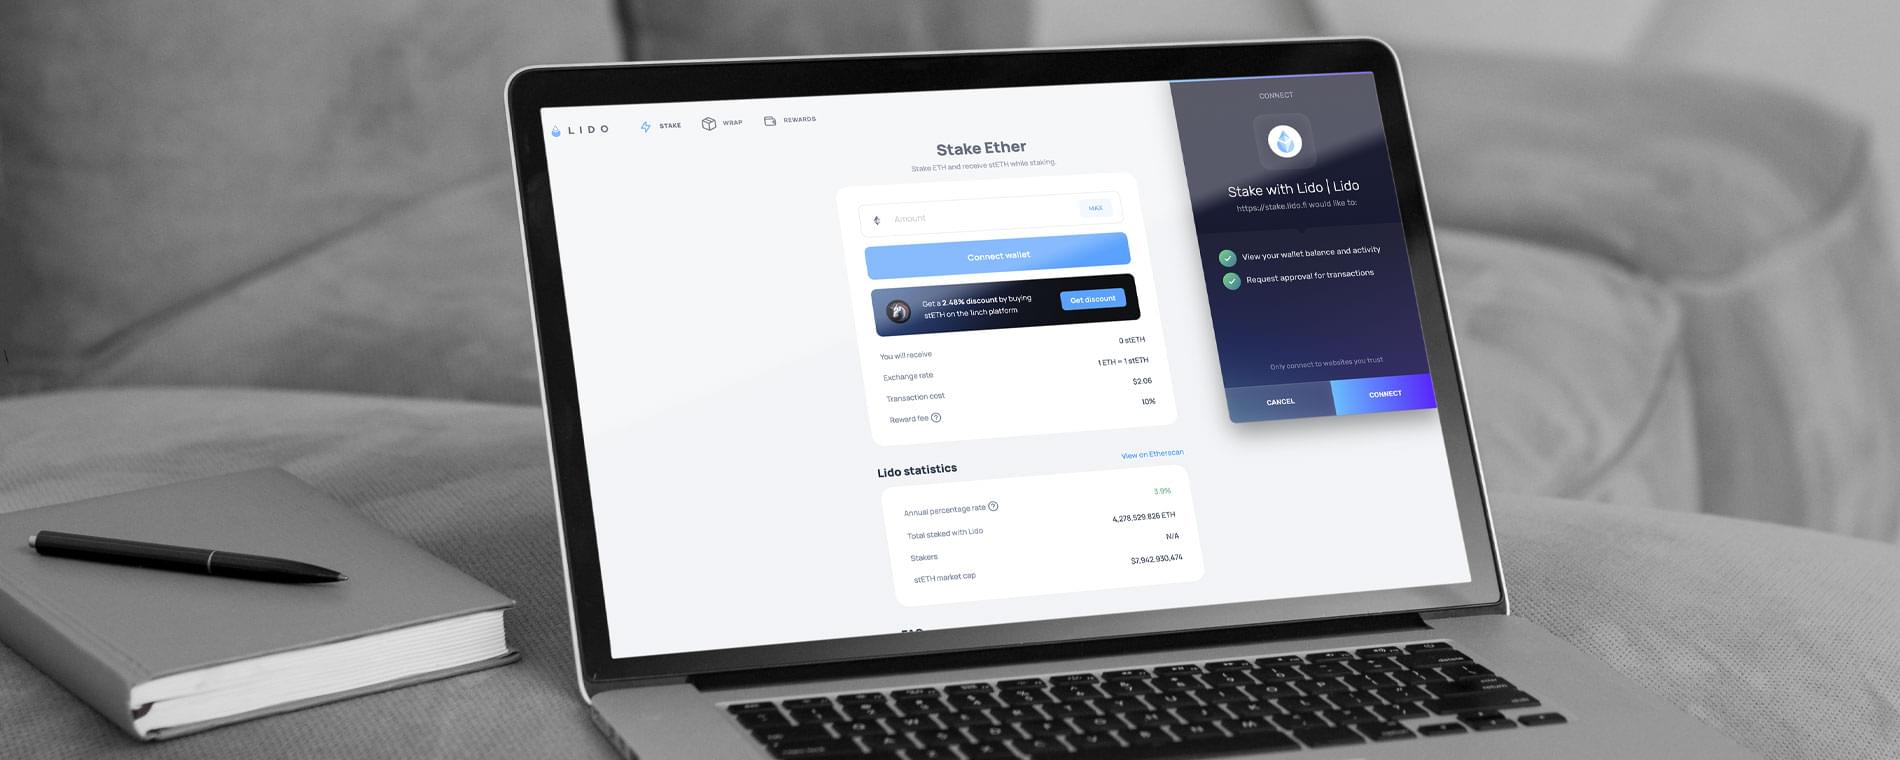 LIDO
STAKE
WRAP
REWARDS
Stake Ether
Stake ETH and receive stETH while staking.
Amount
MAX
Connect wallet
Get a 2.48% discount by buying
stETH on the 1inch platform
Get discount
You will receive
0 stETH
Exchange rate
1 ETH = 1 stETH
Transaction cost
$2.06
Reward fee ?
10%
Lido statistics
View on Etherscan
Annual percentage rate ?
3.9%
Total staked with Lido
4,278,529.826 ETH
Stakers
N/A
stETH market cap
$7,942,930,474
CONNECT
Stake with Lido | Lido
https://stake.lido.fi would like to:
View your wallet balance and activity
Request approval for transactions
Only connect to websites you trust
CANCEL
CONNECT
delete
return